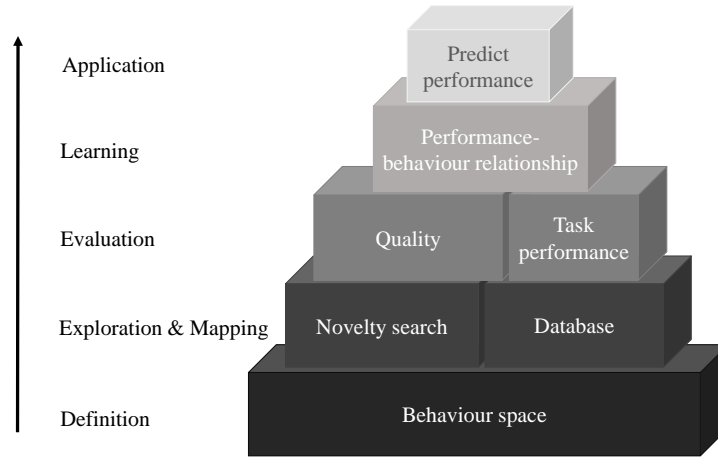 Application
Predict
performance
Learning
Performance-
behaviour relationship
Evaluation
Quality
Task
performance
Exploration & Mapping
Novelty search
Database
Definition
Behaviour space